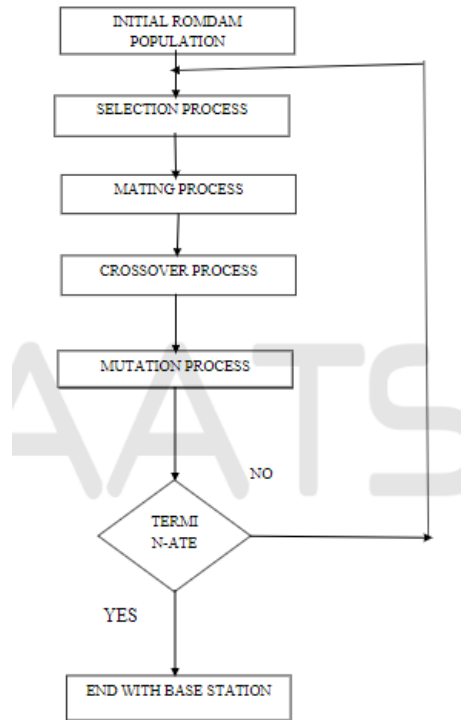 INITIAL ROMDAM
POPULATION
SELECTION PROCESS
MATING PROCESS
CROSSOVER PROCESS
MUTATION PROCESS
AATS
NO
TERMI
N-ATE
YES
END WITH BASE STATION